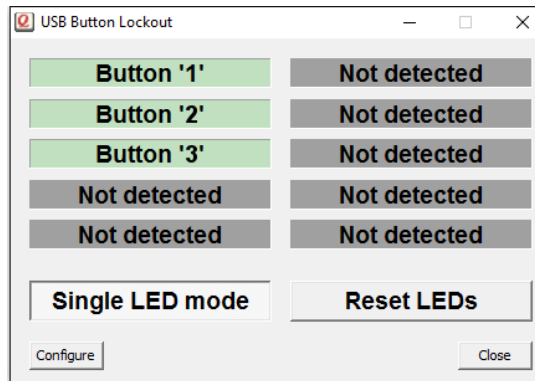 USB Button Lockout
Button '1' Not detected
Button '2' Not detected
Button '3' Not detected
Not detected Not detected
Not detected Not detected
Single LED mode Reset LEDs
Configure Close